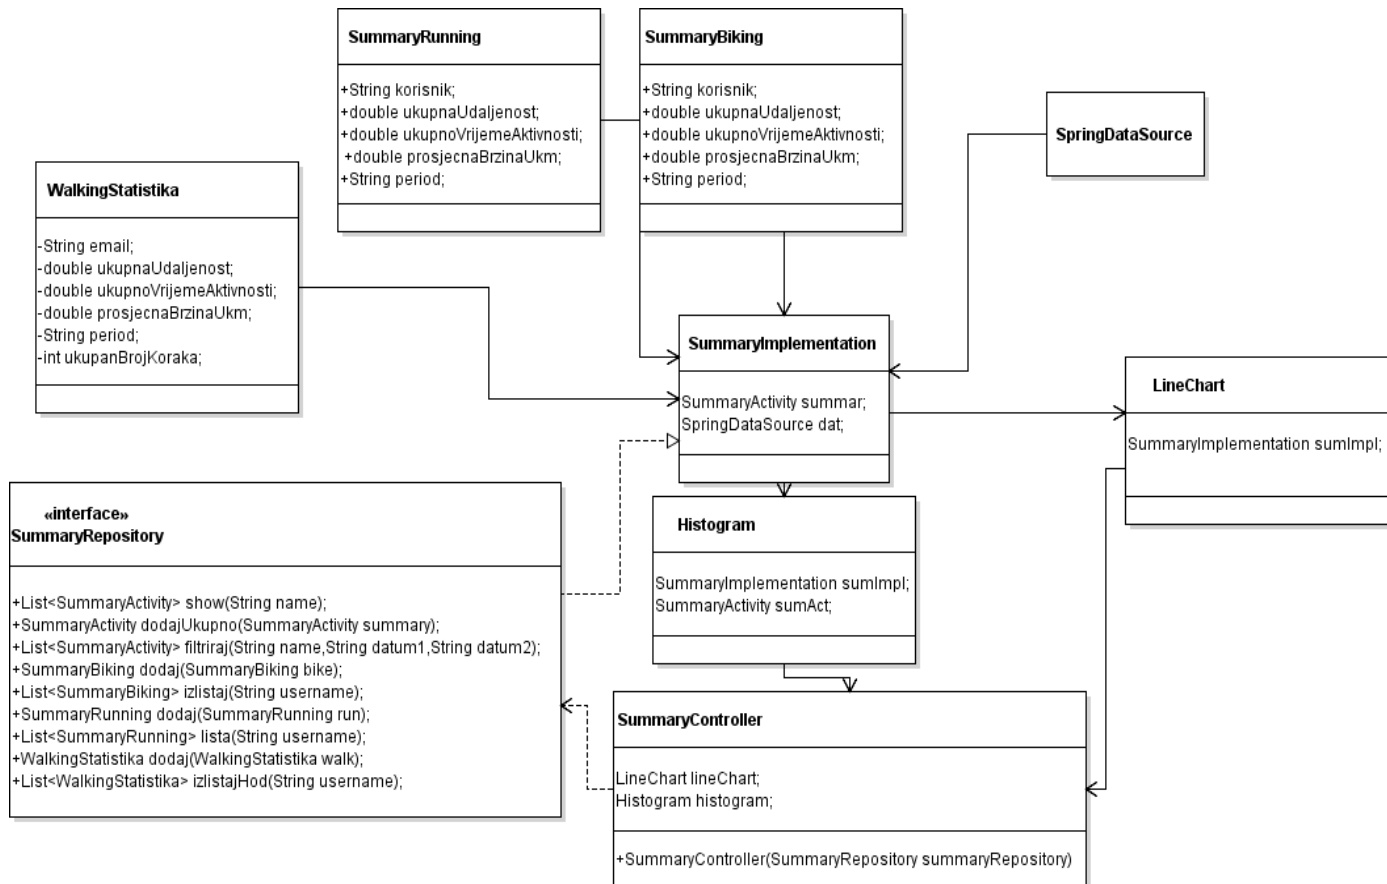 SummaryRunning
+String korisnik;
+double ukupnaUdaljenost;
+double ukupnoVrijemeAktivnosti;
+double prosjecnaBrzinaUkm;
+String period;
SummaryBiking
+String korisnik;
+double ukupnaUdaljenost;
+double ukupnoVrijemeAktivnosti;
+double prosjecnaBrzinaUkm;
+String period;
SpringDataSource
WalkingStatistika
-String email;
-double ukupnaUdaljenost;
-double ukupnoVrijemeAktivnosti;
-double prosjecnaBrzinaUkm;
-String period;
-int ukupanBrojKoraka;
SummaryImplementation
SummaryActivity summar;
SpringDataSource dat;
LineChart
SummaryImplementation sumImpl;
«interface»
SummaryRepository
+List<SummaryActivity> show(String name);
+SummaryActivity dodajUkupno(SummaryActivity summary);
+List<SummaryActivity> filtriraj(String name,String datum1,String datum2);
+SummaryBiking dodaj(SummaryBiking bike);
+List<SummaryBiking> izlistaj(String username);
+SummaryRunning dodaj(SummaryRunning run);
+List<SummaryRunning> lista(String username);
+WalkingStatistika dodaj(WalkingStatistika walk);
+List<WalkingStatistika> izlistajHod(String username);
Histogram
SummaryImplementation sumImpl;
SummaryActivity sumAct;
SummaryController
LineChart lineChart;
Histogram histogram;
+SummaryController(SummaryRepository summaryRepository)